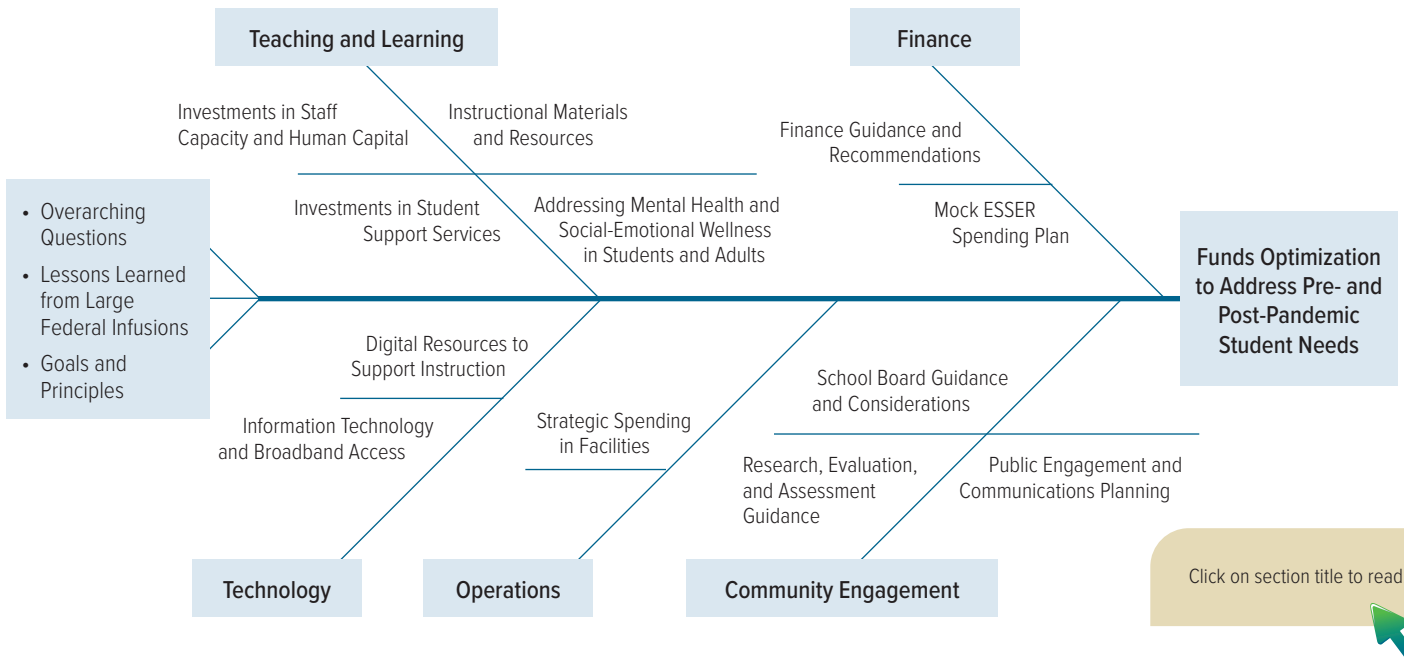 Teaching and Learning
Finance
Investments in Staff
Capacity and Human Capital
Instructional Materials
and Resources
Finance Guidance and
Recommendations
Investments in Student
Support Services
Addressing Mental Health and
Social-Emotional Wellness
in Students and Adults
Mock ESSER
Spending Plan
• Overarching
Questions
• Lessons Learned
from Large
Federal Infusions
• Goals and
Principles
Funds Optimization
to Address Pre- and
Post-Pandemic
Student Needs
Digital Resources to
Support Instruction
Information Technology
and Broadband Access
Strategic Spending
in Facilities
School Board Guidance
and Considerations
Research, Evaluation,
and Assessment
Guidance
Public Engagement and
Communications Planning
Technology
Operations
Community Engagement
Click on section title to read